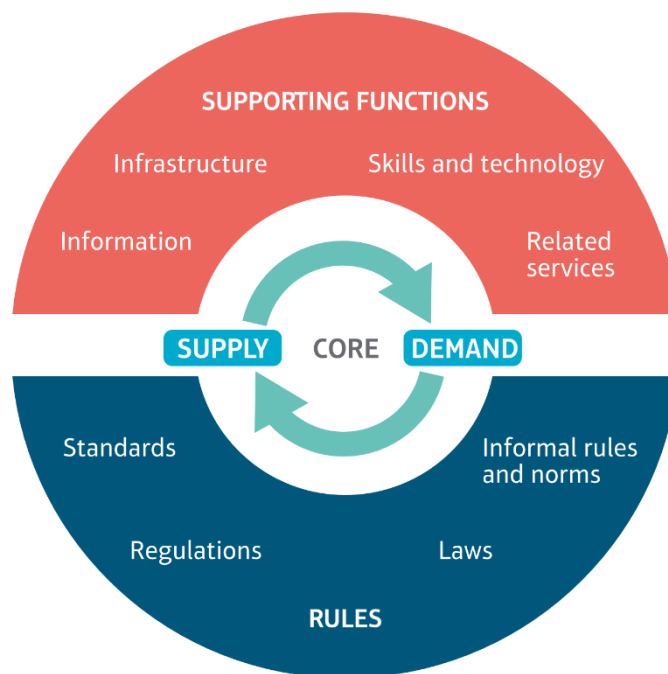 SUPPORTING FUNCTIONS
Infrastructure
Skills and technology
Information
Related
services
SUPPLY
CORE
DEMAND
Standards
Informal rules
and norms
Regulations
Laws
RULES